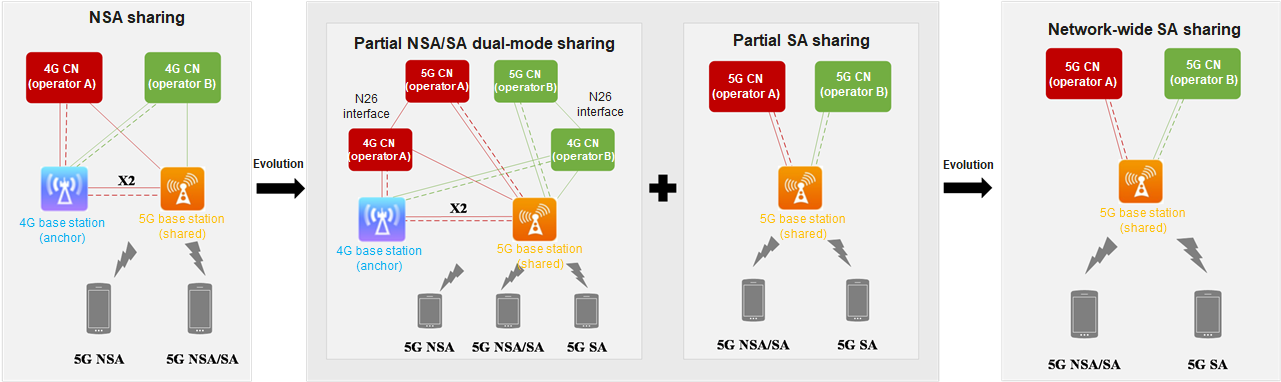 NSA sharing
4G CN
(operator A)
4G CN
(operator B)
X2
4G base station
(anchor)
5G base station
(shared)
5G NSA
5G NSA/SA
Evolution
Partial NSA/SA dual-mode sharing
5G CN
(operator A)
5G CN
(operator B)
N26
interface
N26
interface
4G CN
(operator A)
4G CN
(operator B)
X2
4G base station
(anchor)
5G base station
(shared)
5G NSA
5G NSA/SA
5G SA
Partial SA sharing
5G CN
(operator A)
5G CN
(operator B)
5G base station
(shared)
5G NSA/SA
5G SA
Evolution
Network-wide SA sharing
5G CN
(operator A)
5G CN
(operator B)
5G base station
(shared)
5G NSA/SA
5G SA